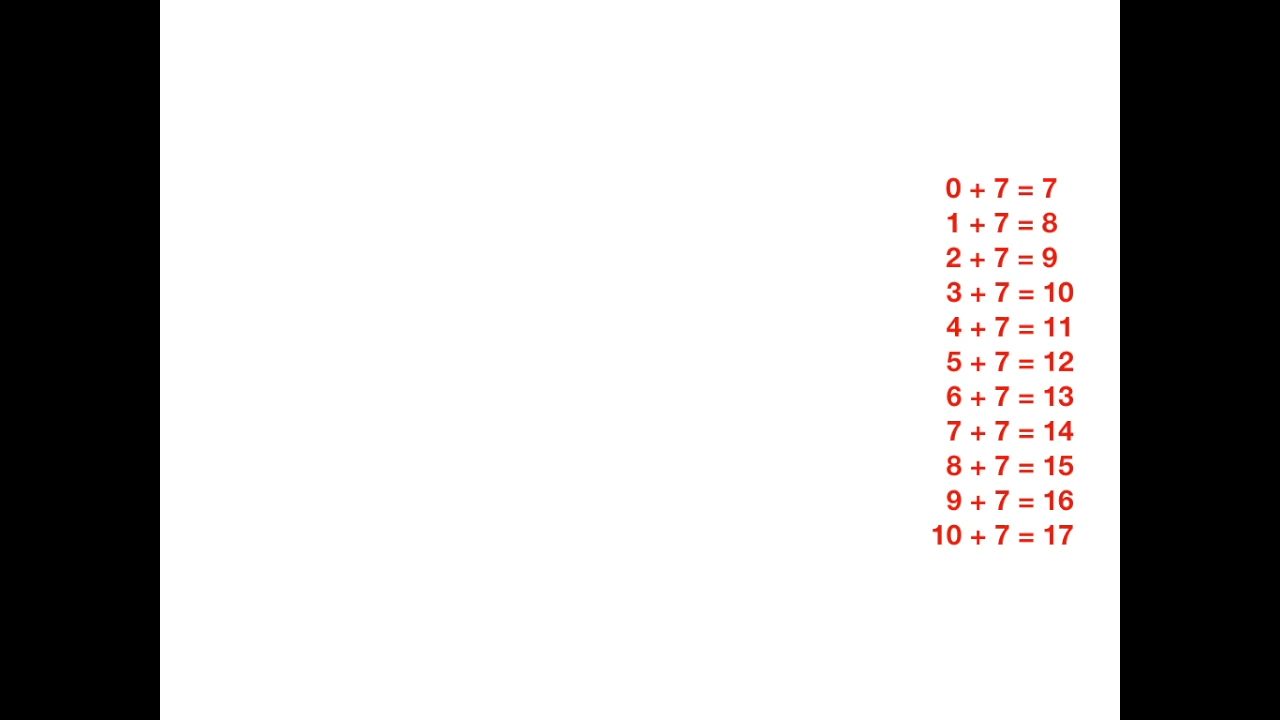 0 + 7 = 7
1 + 7 = 8
2 + 7 = 9
3 + 7 = 10
4 + 7 = 11
5 + 7 = 12
6 + 7 = 13
7 + 7 = 14
8 + 7 = 15
9 + 7 = 16
10 + 7 = 17